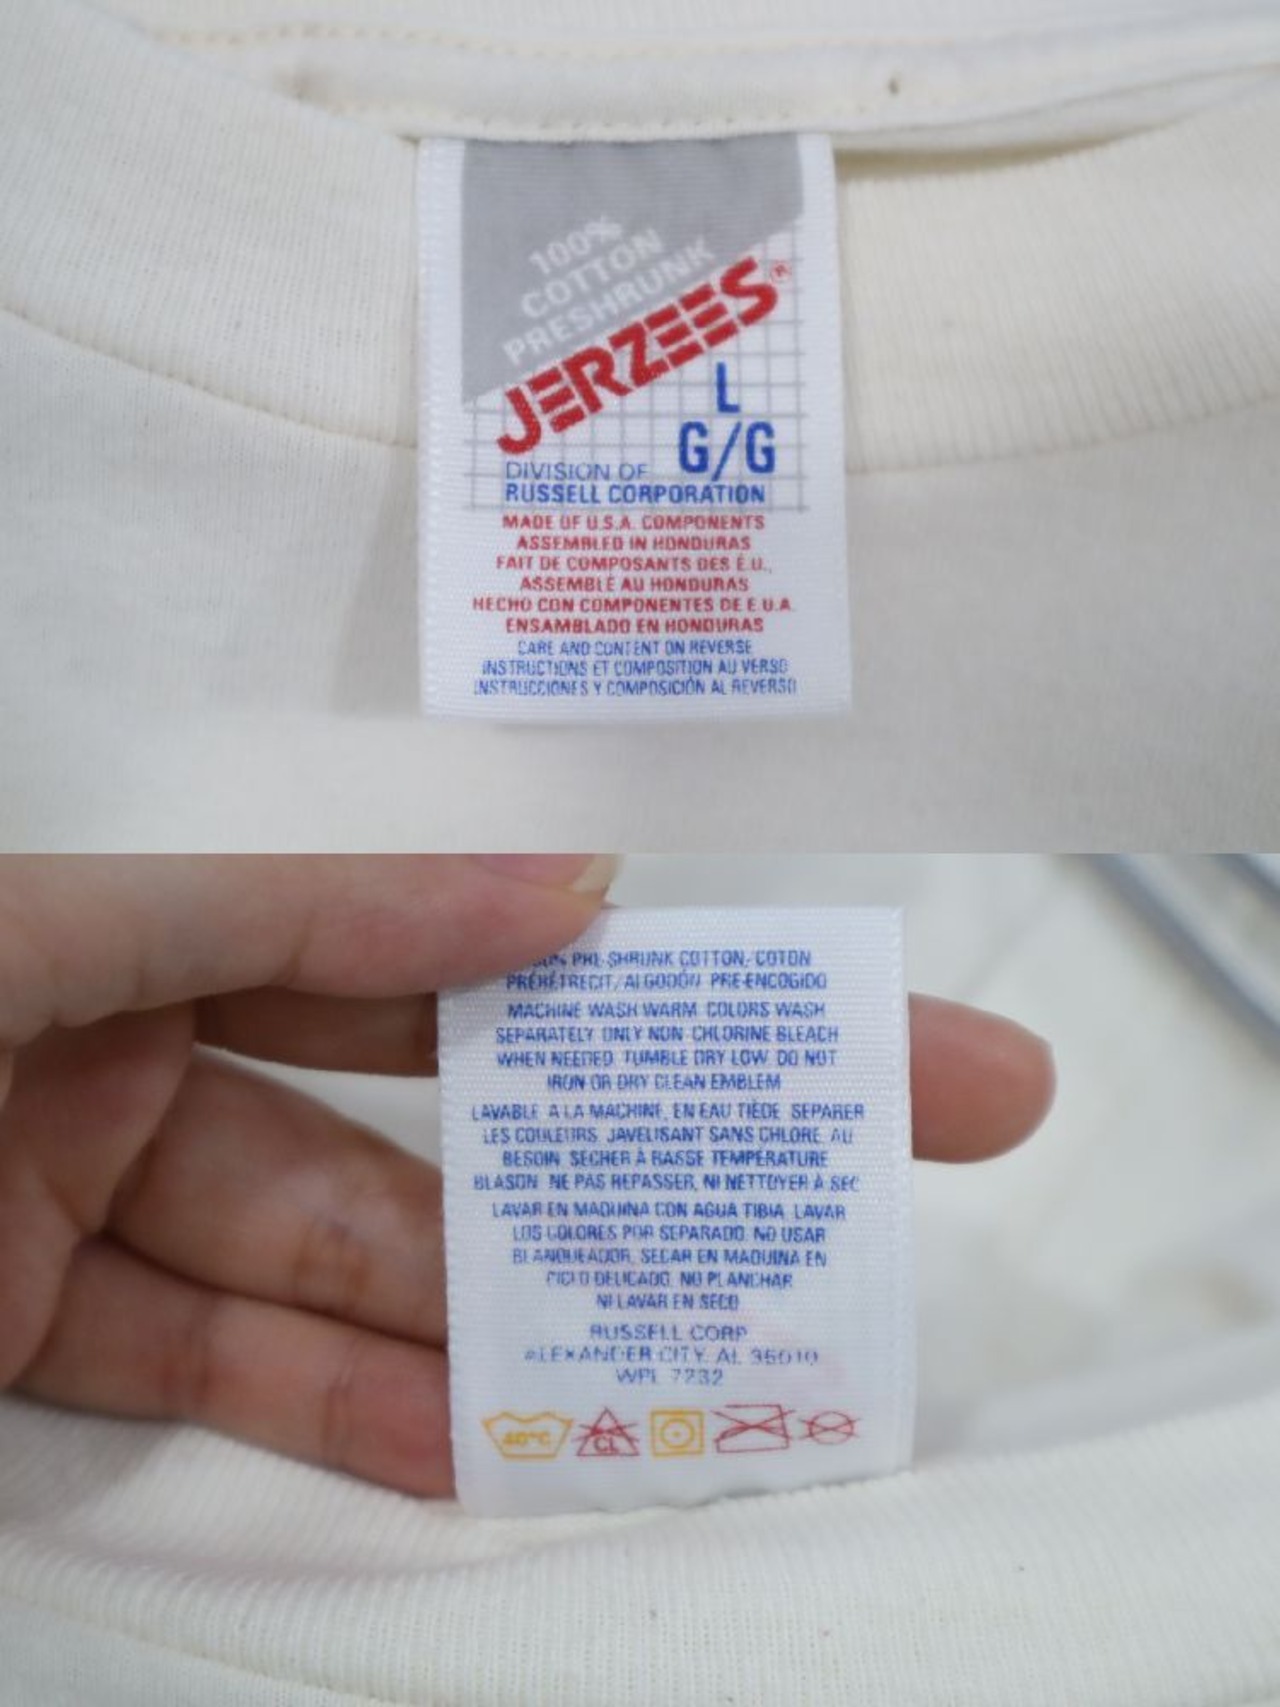 100%
COTTON
PRESHRUNK
JERZEES®
L
G/G
DIVISION OF
RUSSELL CORPORATION
MADE OF U.S.A. COMPONENTS
ASSEMBLED IN HONDURAS
FAIT DE COMPOSANTS DES É.U.,
ASSEMBLÉ AU HONDURAS
HECHO CON COMPONENTES DE E.U.A.
ENSAMBLADO EN HONDURAS
CARE AND CONTENT ON REVERSE
INSTRUCTIONS ET COMPOSITION AU VERSO
INSTRUCCIONES Y COMPOSICIÓN AL REVERSO
PRE-SHRUNK COTTON/COTON
PRÉRÉTRECIT/ALGODÓN PRE-ENCOGIDO
MACHINE WASH WARM. COLORS WASH
SEPARATELY. ONLY NON-CHLORINE BLEACH
WHEN NEEDED. TUMBLE DRY LOW. DO NOT
IRON OR DRY CLEAN EMBLEM
LAVABLE A LA MACHINE, EN EAU TIÈDE. SEPARER
LES COULEURS. JAVELISANT SANS CHLORE. AU
BESOIN. SECHER À BASSE TEMPÉRATURE
BLASON. NE PAS REPASSER, NI NETTOYER À SEC
LAVAR EN MAQUINA CON AGUA TIBIA. LAVAR
LOS COLORES POR SEPARADO. NO USAR
BLANQUEADOR, SECAR EN MAQUINA EN
CICLO DELICADO. NO PLANCHAR
NI LAVAR EN SECO
RUSSELL CORP
ALEXANDER CITY, AL 35010
WPL 7232
40°C
CL